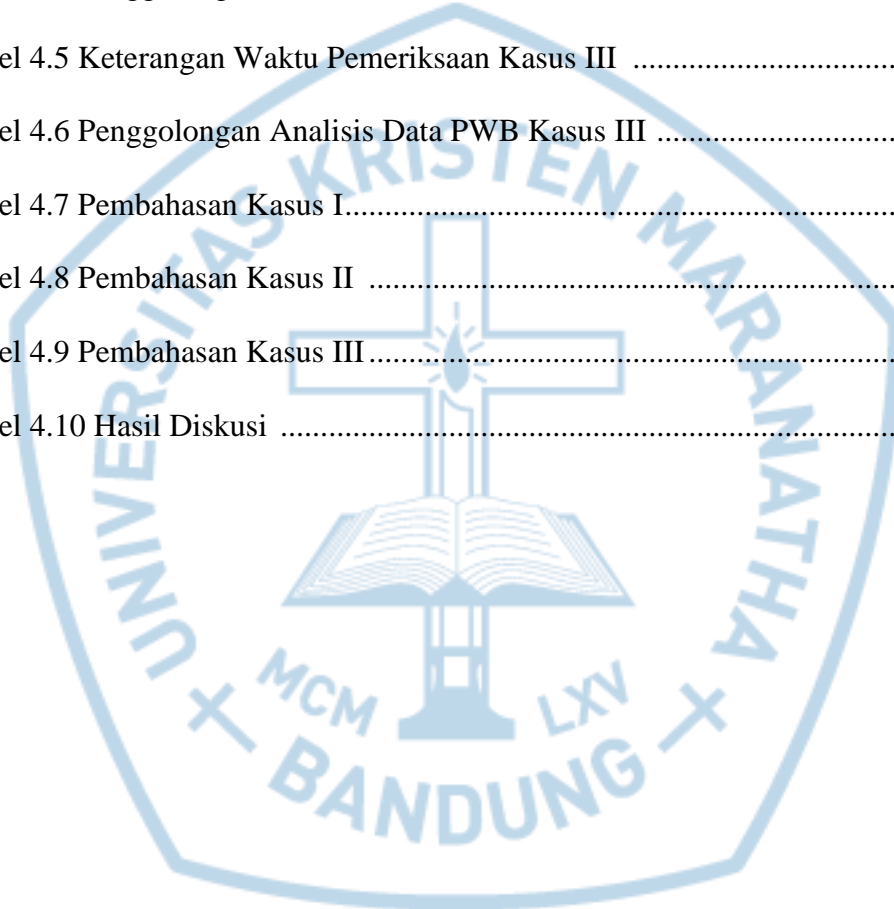 el 4.5 Keterangan Waktu Pemeriksaan Kasus III ................................
el 4.6 Penggolongan Analisis Data PWB Kasus III .............................
el 4.7 Pembahasan Kasus I.....................................................................
el 4.8 Pembahasan Kasus II ..................................................................
el 4.9 Pembahasan Kasus III..................................................................
el 4.10 Hasil Diskusi .............................................................................
UNIVERSITAS KRISTEN MARANATHA
MCM LXV
BANDUNG